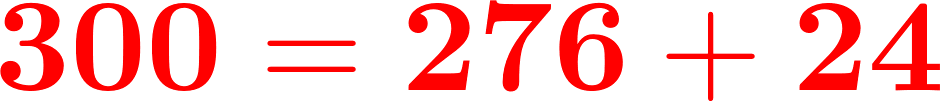 300 = 276 + 24